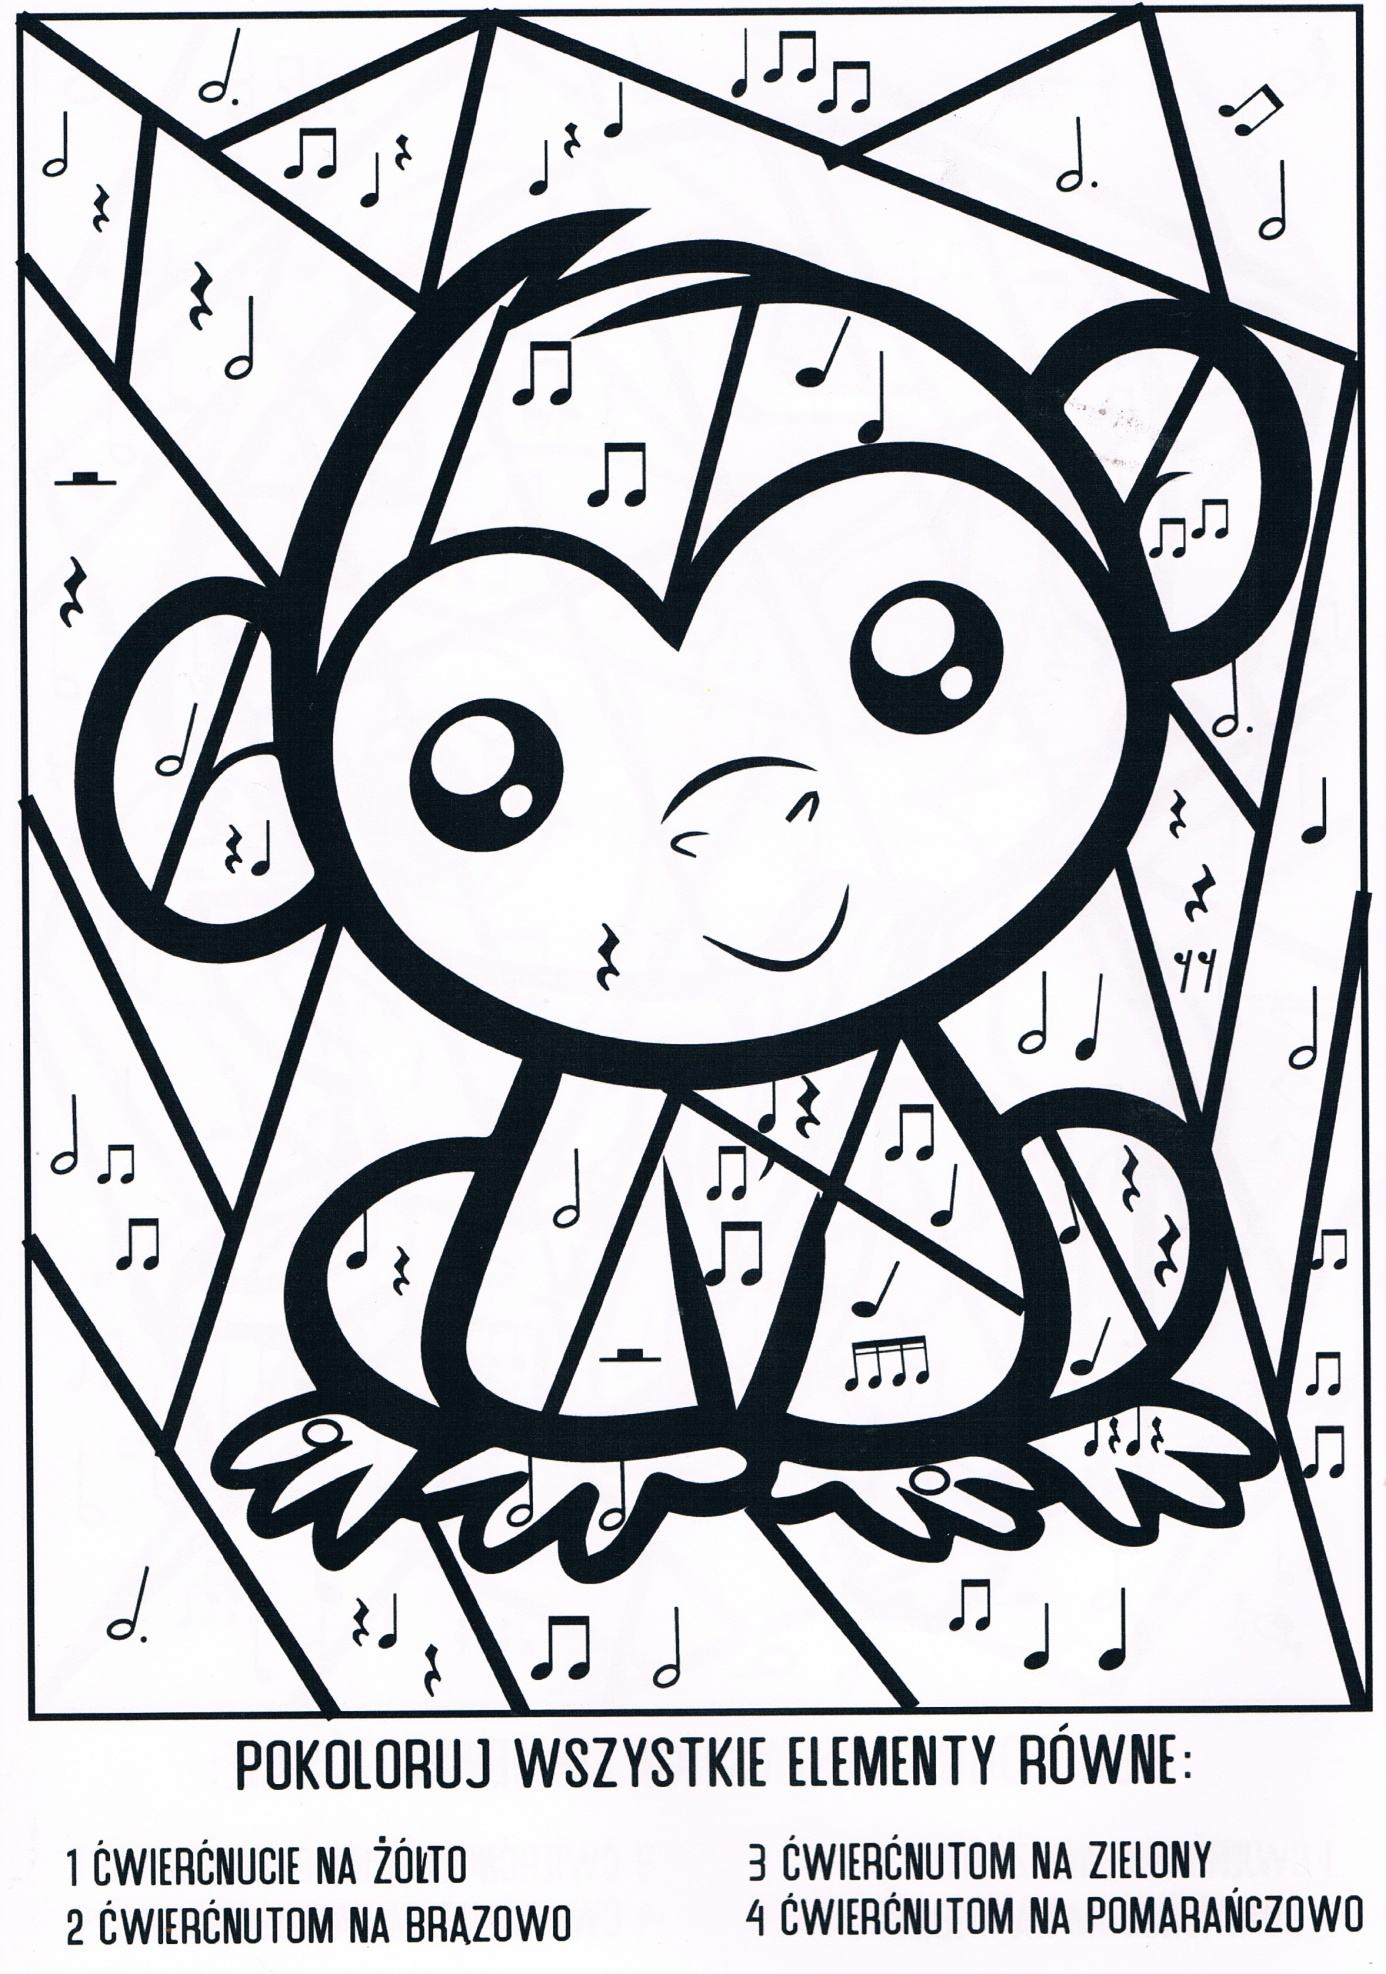 POKOLORUJ WSZYSTKIE ELEMENTY RÓWNE:
1 ĆWIERĆNUCIE NA ŻÓŁTO
2 ĆWIERĆNUTOM NA BRĄZOWO
3 ĆWIERĆNUTOM NA ZIELONY
4 ĆWIERĆNUTOM NA POMARAŃCZOWO